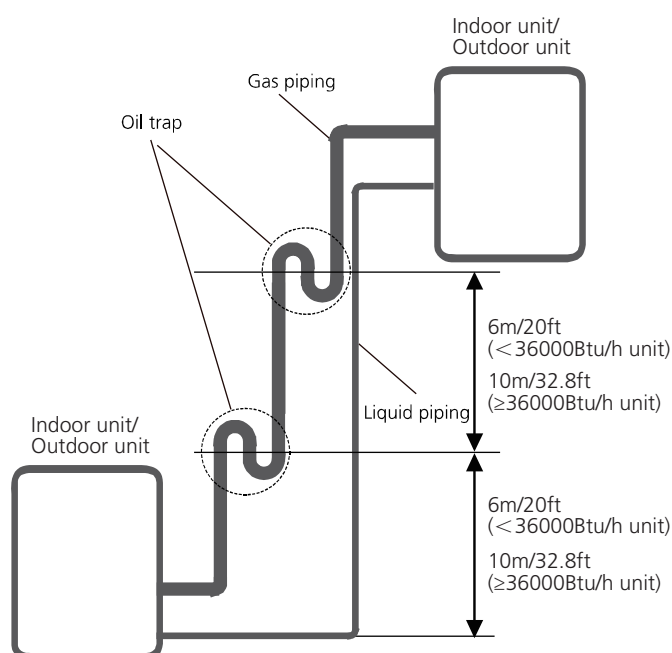 Indoor unit/
Outdoor unit
Gas piping
Oil trap
6m/20ft
(<36000Btu/h unit)
10m/32.8ft
(≥36000Btu/h unit)
Liquid piping
Indoor unit/
Outdoor unit
6m/20ft
(<36000Btu/h unit)
10m/32.8ft
(≥36000Btu/h unit)